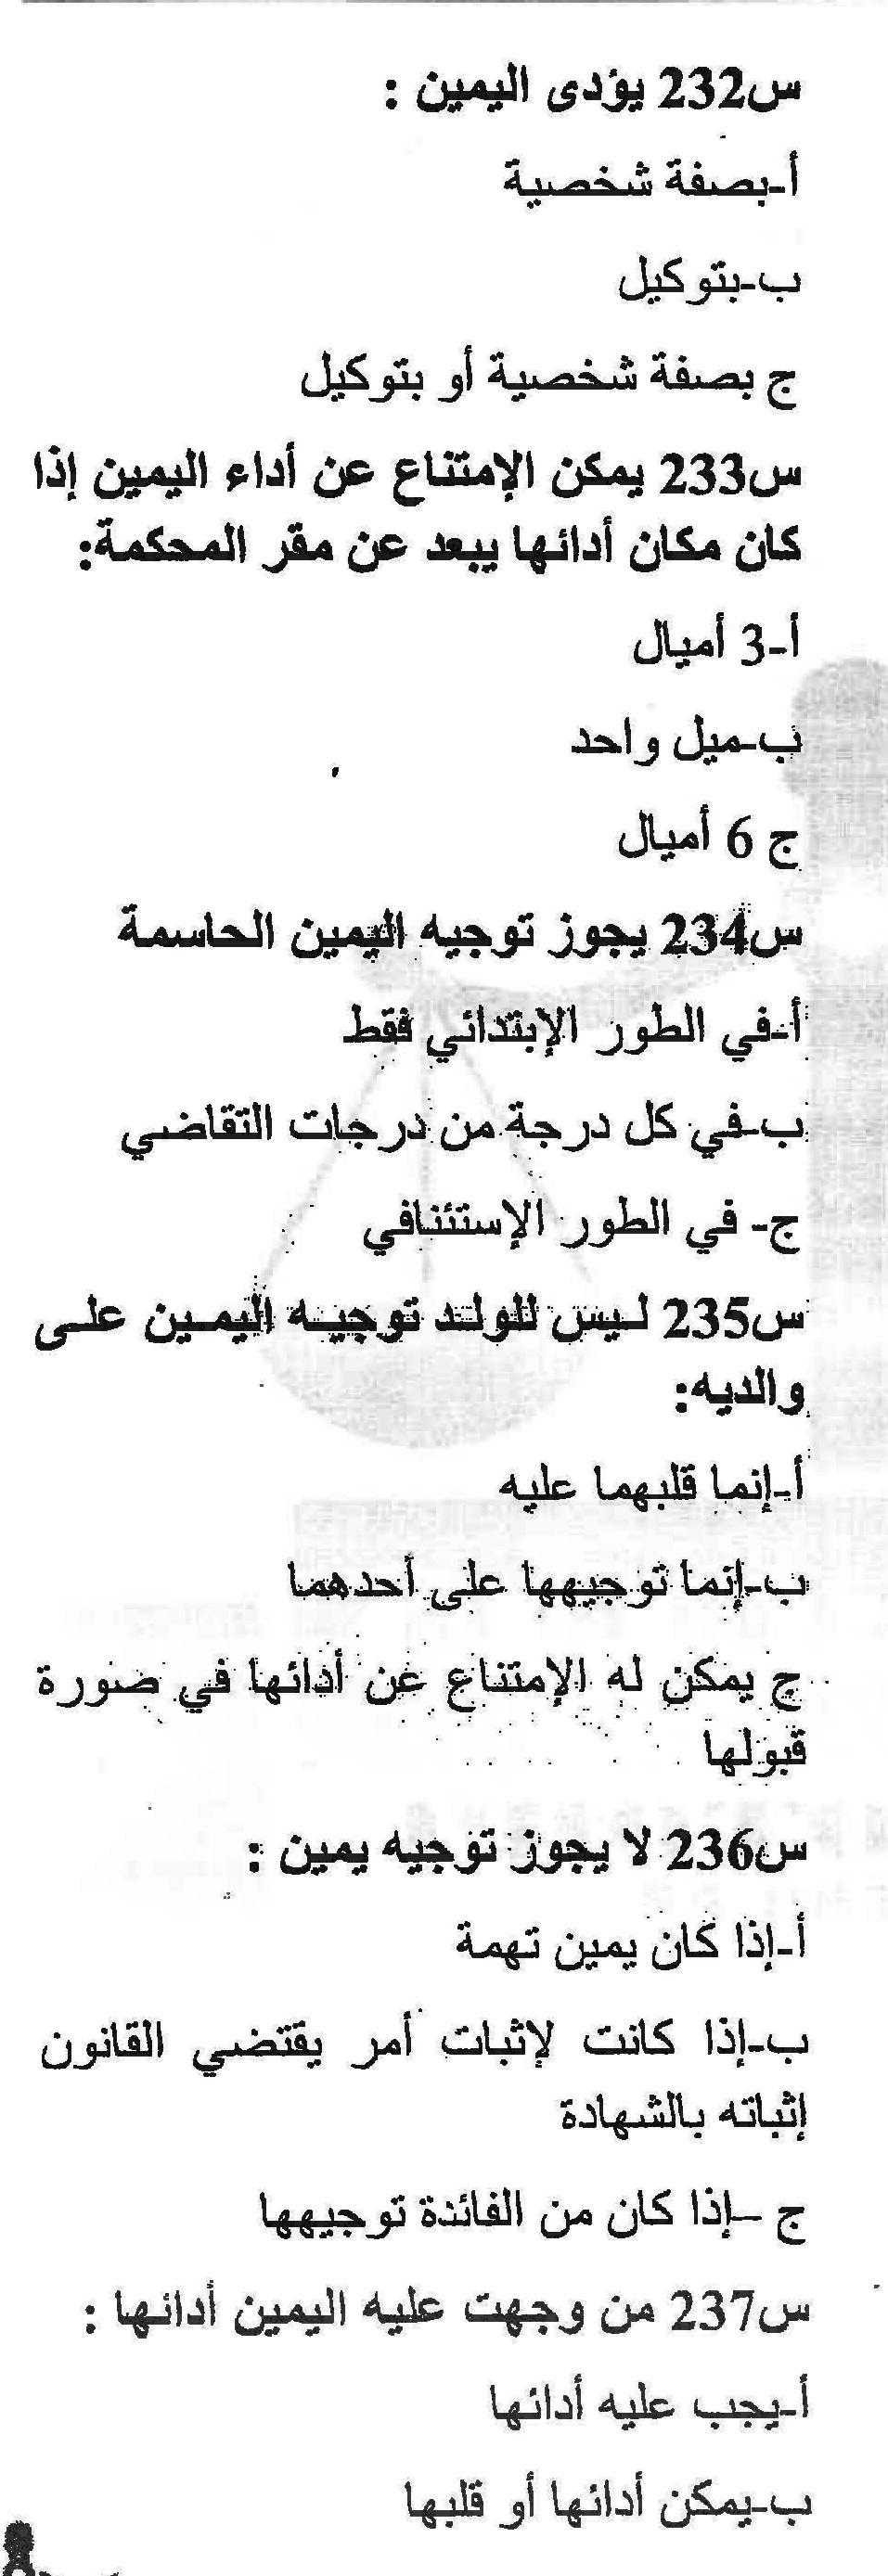 س232 يؤدى اليمين :
أ-بصفة شخصية
ب-بتوكيل
ج بصفة شخصية أو بتوكيل
س233 يمكن الإمتناع عن أداء اليمين إذا
كان مكان أدائها يبعد عن مقر المحكمة:
أ-3 أميال
ب-ميل واحد
ج 6 أميال
س234 يجوز توجيه اليمين الحاسمة
أ-في الطور الإبتدائي فقط
ب-في كل درجة من درجات التقاضي
ج- في الطور الإستئنافي
س235 ليس للولد توجيه اليمين على
والديه:
أ-إنما قلبهما عليه
ب-إنما توجيهها على أحدهما
ج يمكن له الإمتناع عن أدائها في صورة
قبولها
س236 لا يجوز توجيه يمين :
أ-إذا كان يمين تهمة
ب-إذا كانت لإثبات أمر يقتضي القانون
إثباته بالشهادة
ج –إذا كان من الفائدة توجيهها
س237 من وجهت عليه اليمين أدائها :
أ-يجب عليه أدائها
ب-يمكن أدائها أو قلبها